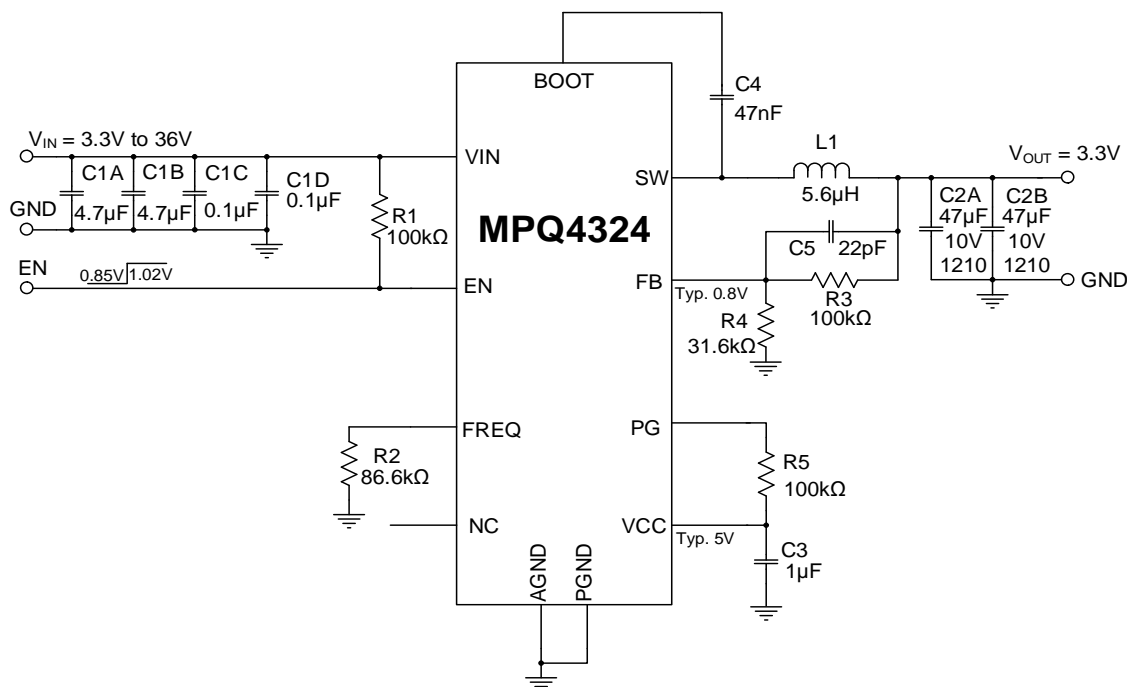 BOOT
C4
47nF
V_IN = 3.3V to 36V
VIN
C1A
C1B
C1C
C1D
4.7µF
4.7µF
0.1µF
0.1µF
GND
R1
100kΩ
EN
0.85V
1.02V
EN
MPQ4324
SW
L1
5.6µH
V_OUT = 3.3V
C2A
47µF
10V
1210
C2B
47µF
10V
1210
GND
C5
22pF
FB
Typ. 0.8V
R3
100kΩ
R4
31.6kΩ
FREQ
R2
86.6kΩ
PG
R5
100kΩ
NC
VCC
Typ. 5V
C3
1µF
AGND
PGND